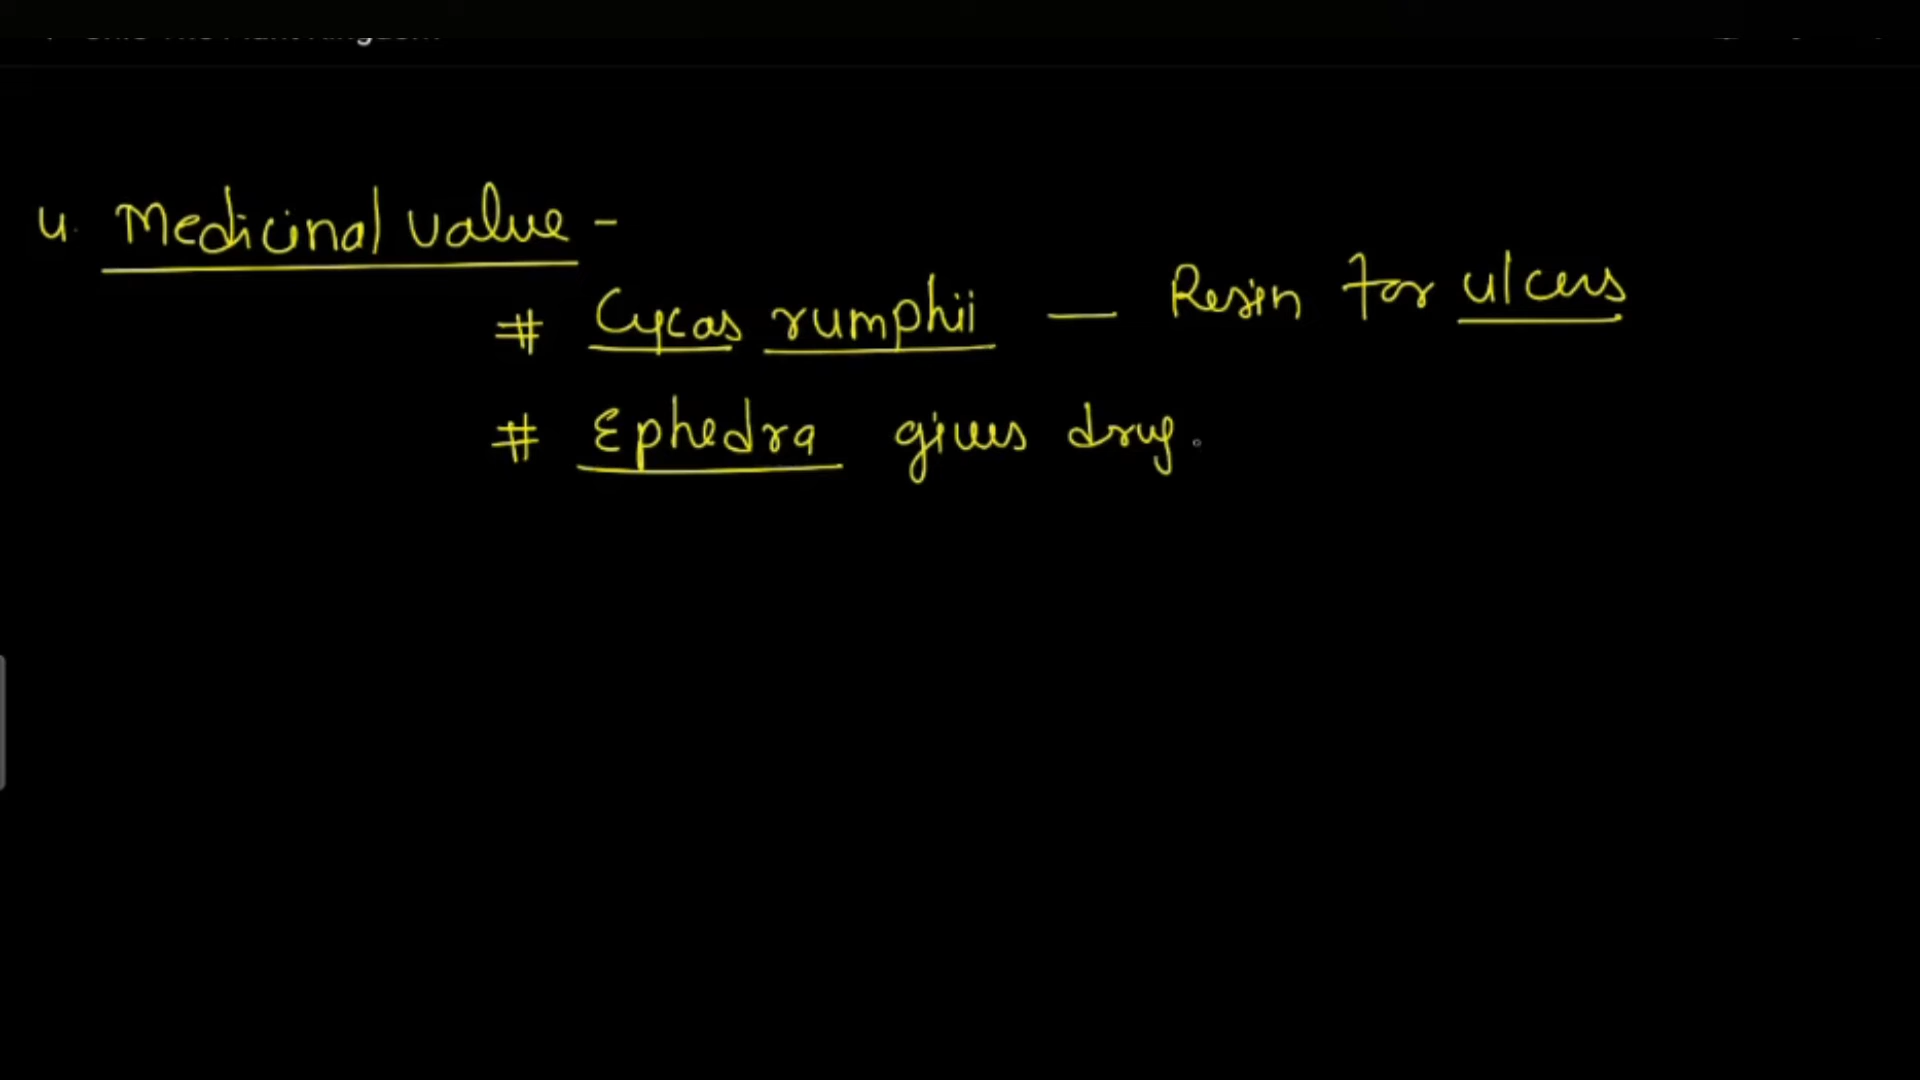 4. Medicinal value -
# Cycas rumphii — Resin for ulcers
# Ephedra gives drug.